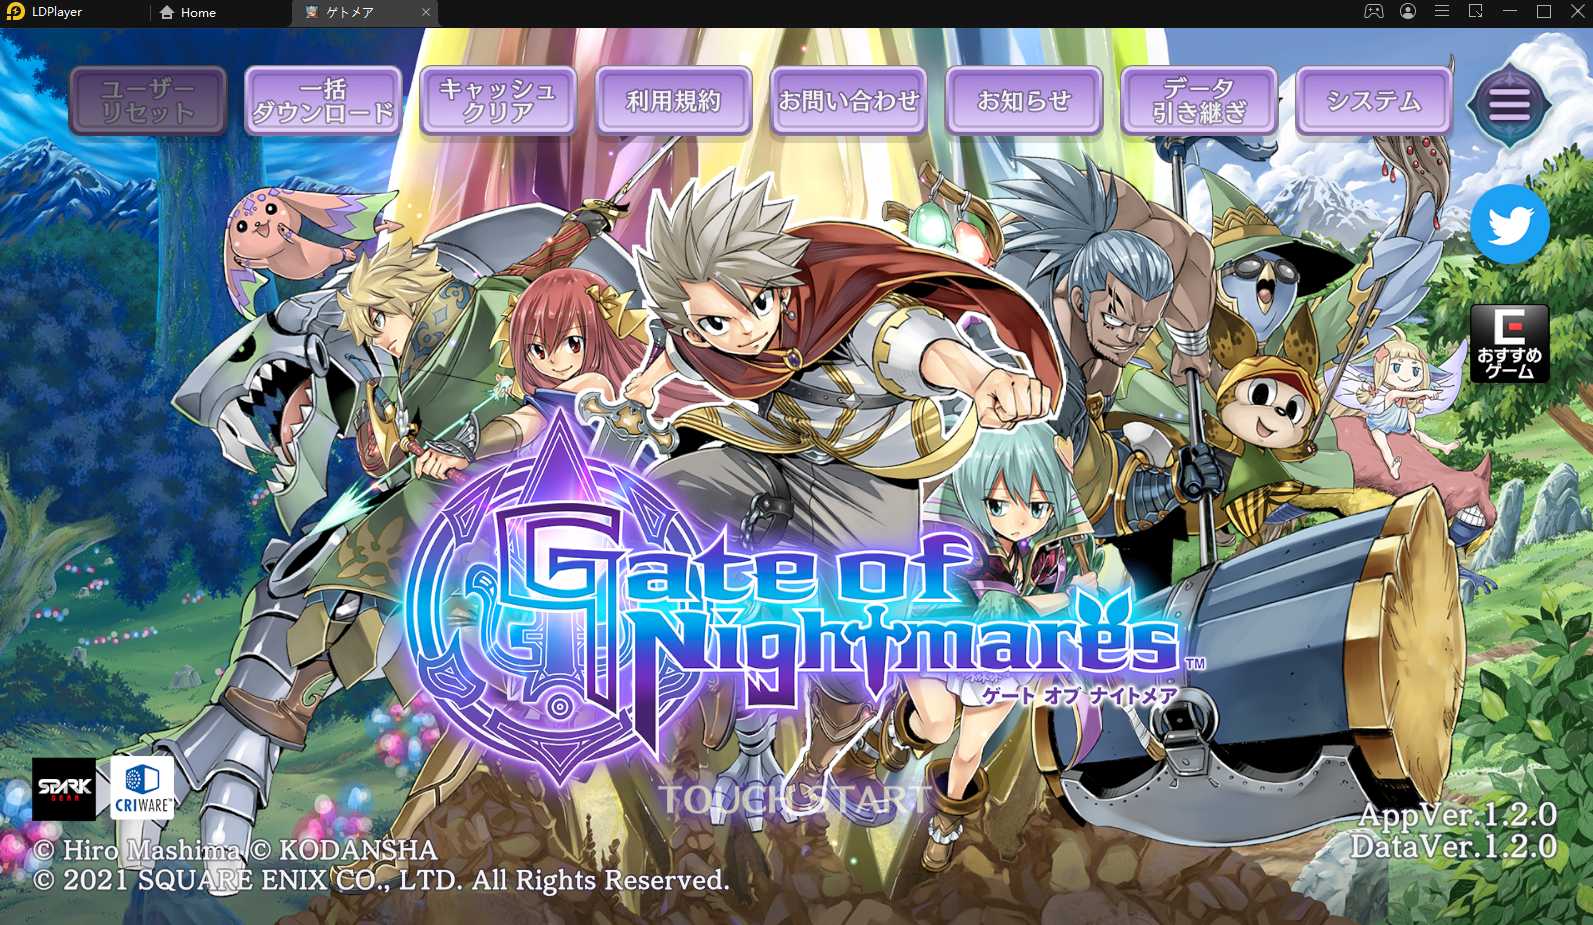 LDPlayer
Home
ゲトメア
ユーザー
リセット
一括
ダウンロード
キャッシュ
クリア
利用規約
お問い合わせ
お知らせ
データ
引き継ぎ
システム
おすすめ
ゲーム
Gate of
Nightmares
TM
ゲート オブ ナイトメア
TOUCH START
SPARK
GEAR
CRIWARE™
AppVer.1.2.0
DataVer.1.2.0
© Hiro Mashima © KODANSHA
© 2021 SQUARE ENIX CO., LTD. All Rights Reserved.